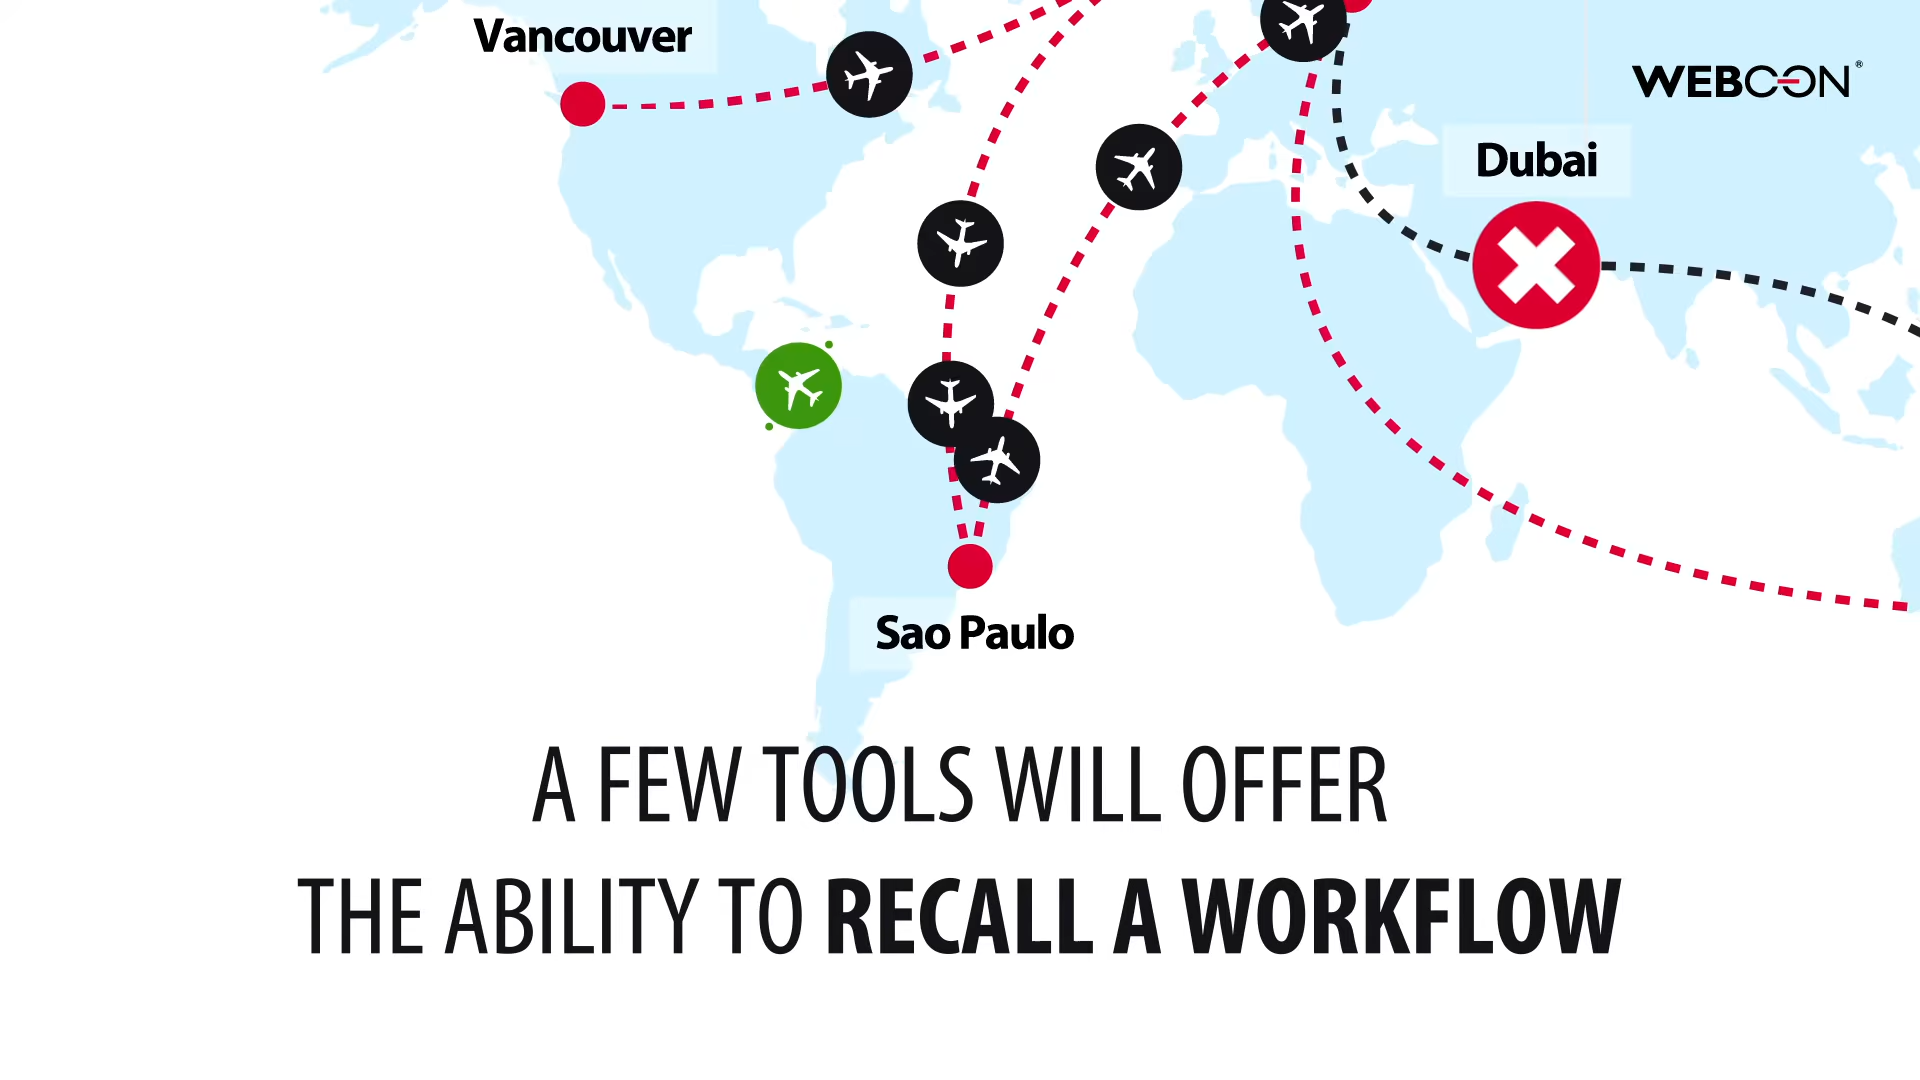 Vancouver
WEBCON®
Dubai
Sao Paulo
A FEW TOOLS WILL OFFER
THE ABILITY TO RECALL A WORKFLOW